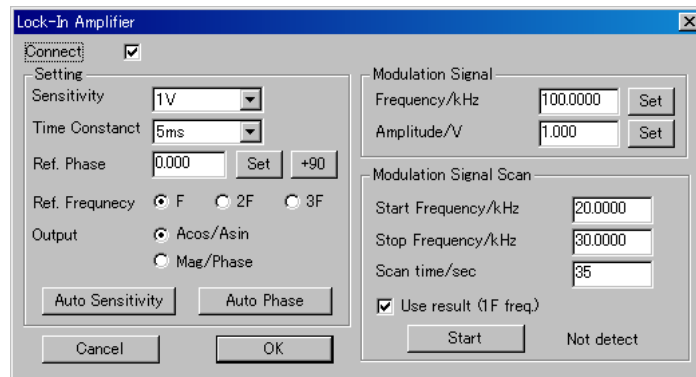 Lock-In Amplifier
Connect
Setting
Sensitivity 1V
Time Constanct 5ms
Ref. Phase 0.000 Set +90
Ref. Frequnecy F 2F 3F
Output Acos/Asin
Mag/Phase
Auto Sensitivity Auto Phase
Cancel OK
Modulation Signal
Frequency/kHz 100.0000 Set
Amplitude/V 1.000 Set
Modulation Signal Scan
Start Frequency/kHz 20.0000
Stop Frequency/kHz 30.0000
Scan time/sec 35
Use result (1F freq.)
Start Not detect